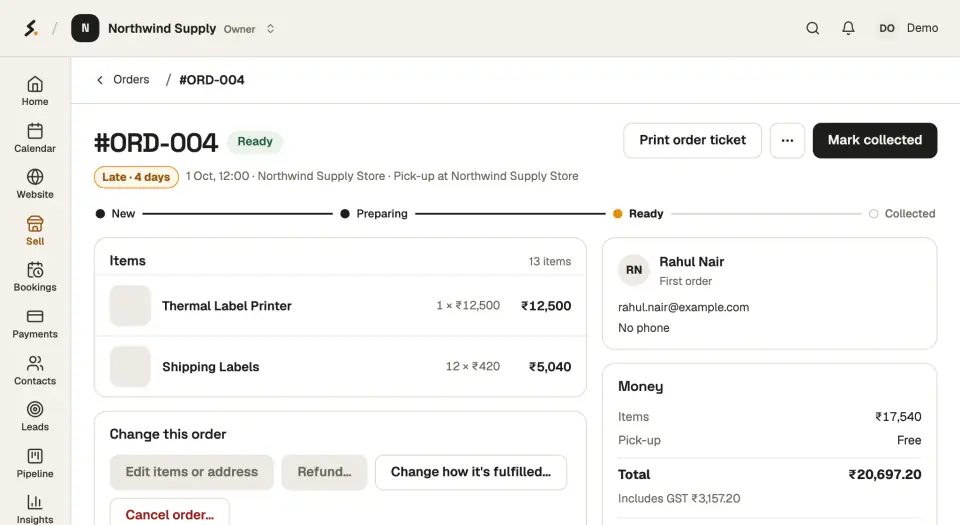 / N Northwind Supply Owner DO Demo
Orders / #ORD-004
Home
Calendar
Website
Sell
Bookings
Payments
Contacts
Leads
Pipeline
Insights
#ORD-004 Ready
Print order ticket ... Mark collected
Late · 4 days 1 Oct, 12:00 · Northwind Supply Store · Pick-up at Northwind Supply Store
New Preparing Ready Collected
Items 13 items
Thermal Label Printer 1 × ₹12,500 ₹12,500
Shipping Labels 12 × ₹420 ₹5,040
Change this order
Edit items or address Refund... Change how it's fulfilled...
Cancel order...
RN Rahul Nair
First order
rahul.nair@example.com
No phone
Money
Items ₹17,540
Pick-up Free
Total ₹20,697.20
Includes GST ₹3,157.20